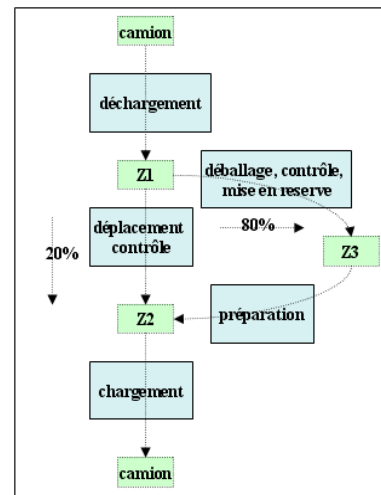 camion
déchargement
Z1
déballage, contrôle,
mise en reserve
déplacement
contrôle
20%
80%
Z3
Z2
préparation
chargement
camion